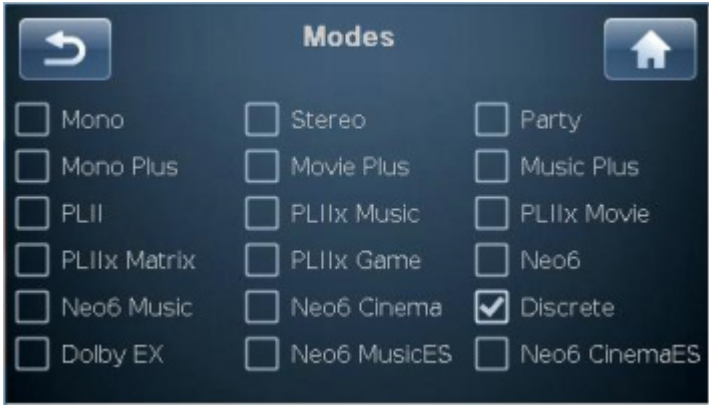 Modes
Mono Stereo Party
Mono Plus Movie Plus Music Plus
PLII PLIIx Music PLIIx Movie
PLIIx Matrix PLIIx Game Neo6
Neo6 Music Neo6 Cinema Discrete
Dolby EX Neo6 MusicES Neo6 CinemaES